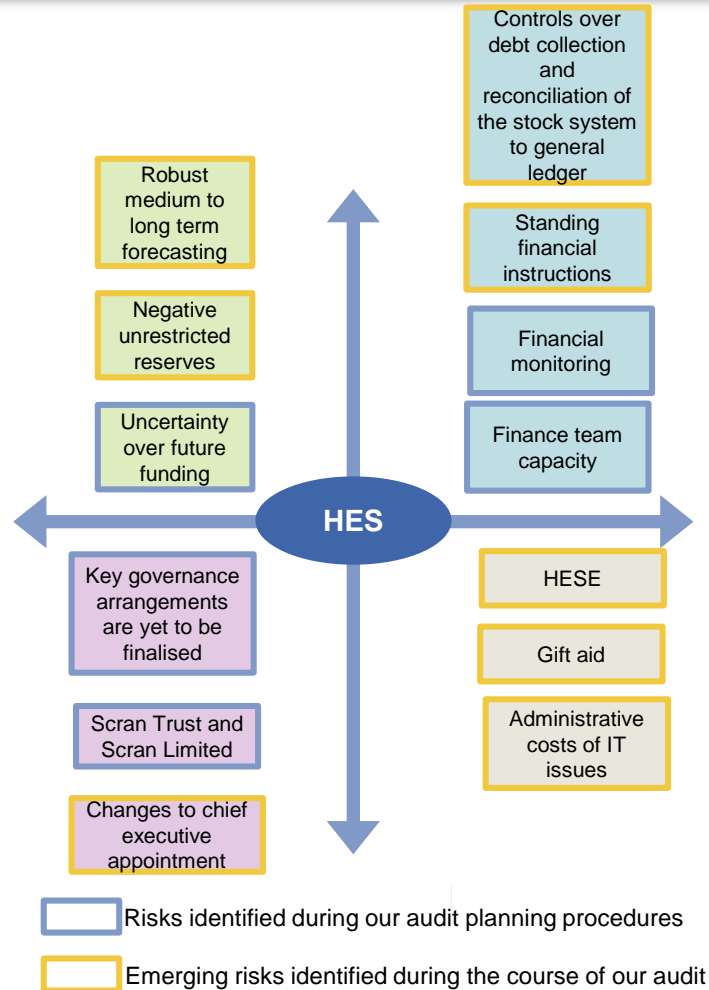 Controls over
debt collection
and
reconciliation of
the stock system
to general
ledger
Robust
medium to
long term
forecasting
Standing
financial
instructions
Negative
unrestricted
reserves
Financial
monitoring
Uncertainty
over future
funding
Finance team
capacity
HES
Key governance
arrangements
are yet to be
finalised
HESE
Gift aid
Scran Trust and
Scran Limited
Administrative
costs of IT
issues
Changes to chief
executive
appointment
Risks identified during our audit planning procedures
Emerging risks identified during the course of our audit